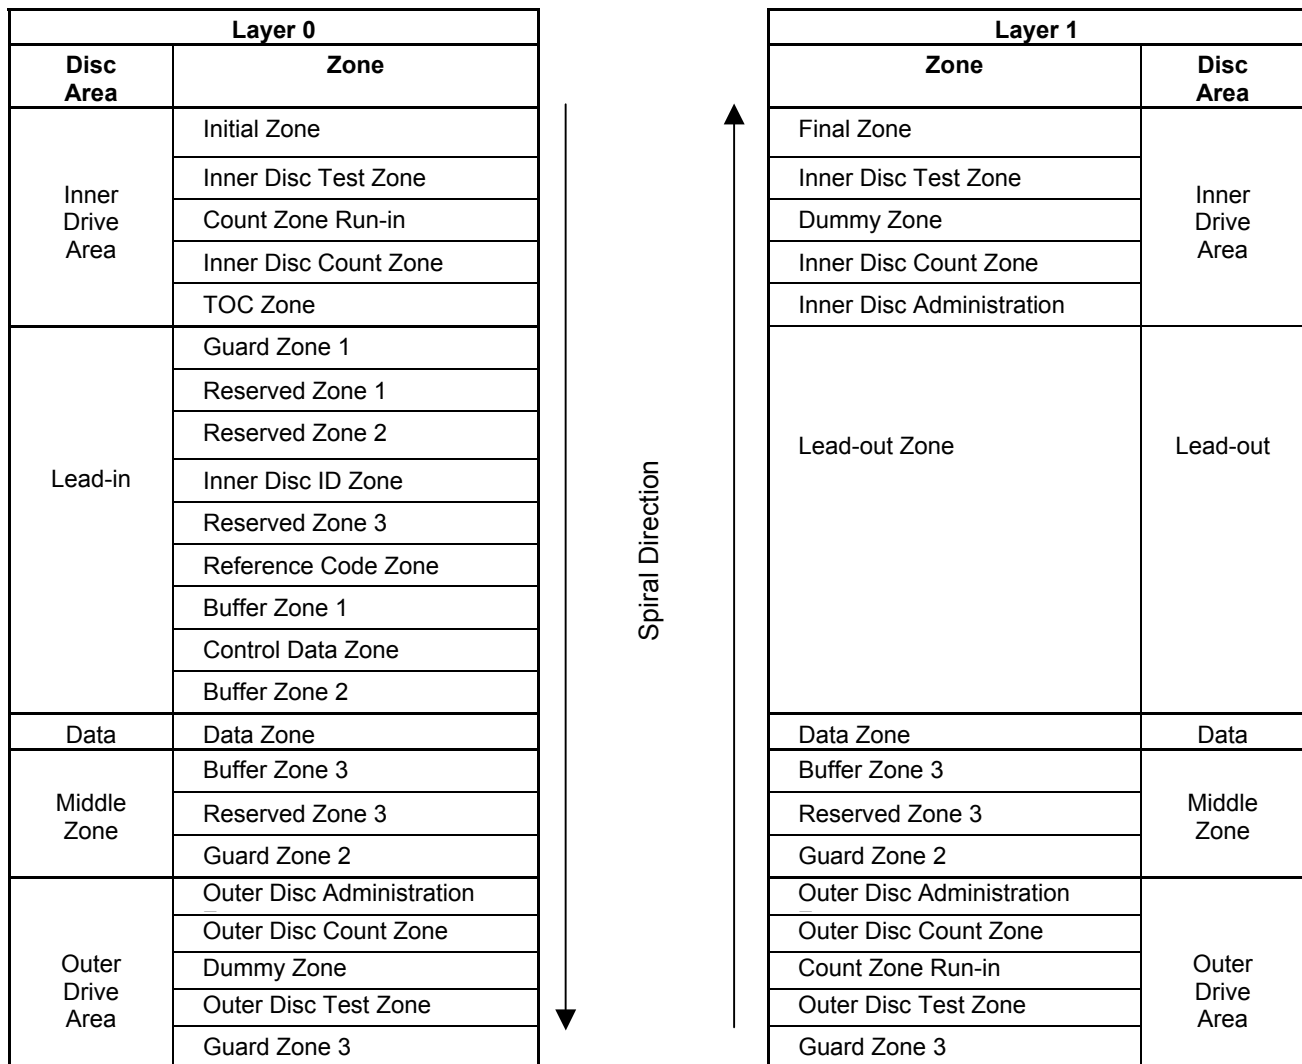 Layer 0
Disc
Area
Zone
Inner
Drive
Area
Initial Zone
Inner Disc Test Zone
Count Zone Run-in
Inner Disc Count Zone
TOC Zone
Lead-in
Guard Zone 1
Reserved Zone 1
Reserved Zone 2
Inner Disc ID Zone
Reserved Zone 3
Reference Code Zone
Buffer Zone 1
Control Data Zone
Buffer Zone 2
Data
Data Zone
Middle
Zone
Buffer Zone 3
Reserved Zone 3
Guard Zone 2
Outer
Drive
Area
Outer Disc Administration
Outer Disc Count Zone
Dummy Zone
Outer Disc Test Zone
Guard Zone 3
Spiral Direction
Layer 1
Zone
Disc
Area
Final Zone
Inner Disc Test Zone
Dummy Zone
Inner Disc Count Zone
Inner Disc Administration
Inner
Drive
Area
Lead-out Zone
Lead-out
Data Zone
Data
Buffer Zone 3
Reserved Zone 3
Guard Zone 2
Middle
Zone
Outer Disc Administration
Outer Disc Count Zone
Count Zone Run-in
Outer Disc Test Zone
Guard Zone 3
Outer
Drive
Area